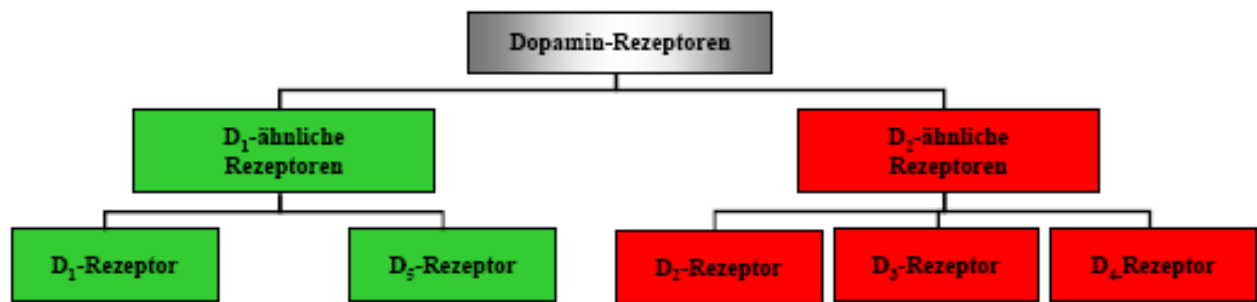 Dopamin-Rezeptoren
D₁-ähnliche
Rezeptoren
D₂-ähnliche
Rezeptoren
D₁-Rezeptor
D₅-Rezeptor
D₂-Rezeptor
D₃-Rezeptor
D₄-Rezeptor